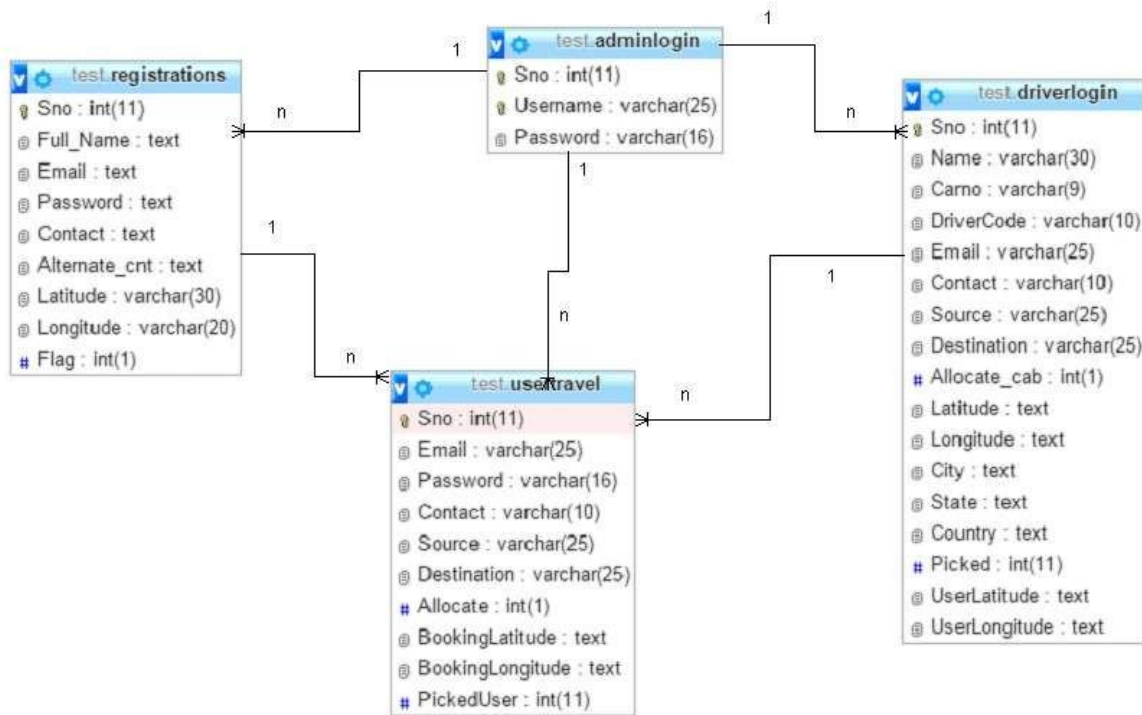 test.registrations
Sno : int(11)
Full_Name : text
Email : text
Password : text
Contact : text
Alternate_cnt : text
Latitude : varchar(30)
Longitude : varchar(20)
# Flag : int(1)
1
n
test.adminlogin
Sno : int(11)
Username : varchar(25)
Password : varchar(16)
1
n
1
n
test.driverlogin
Sno : int(11)
Name : varchar(30)
Carno : varchar(9)
DriverCode : varchar(10)
Email : varchar(25)
Contact : varchar(10)
Source : varchar(25)
Destination : varchar(25)
# Allocate_cab : int(1)
Latitude : text
Longitude : text
City : text
State : text
Country : text
# Picked : int(11)
UserLatitude : text
UserLongitude : text
1
n
1
n
test.usertravel
Sno : int(11)
Email : varchar(25)
Password : varchar(16)
Contact : varchar(10)
Source : varchar(25)
Destination : varchar(25)
# Allocate : int(1)
BookingLatitude : text
BookingLongitude : text
# PickedUser : int(11)